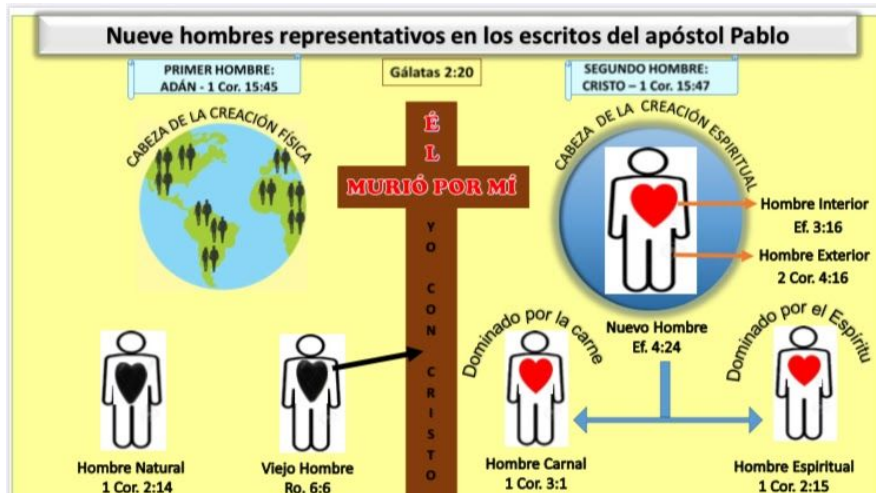 Nueve hombres representativos en los escritos del apóstol Pablo
PRIMER HOMBRE:
ADÁN - 1 Cor. 15:45
Gálatas 2:20
SEGUNDO HOMBRE:
CRISTO – 1 Cor. 15:47
CABEZA DE LA CREACIÓN FÍSICA
ÉL
MURIÓ POR MÍ
YO CON CRISTO
CABEZA DE LA CREACIÓN ESPIRITUAL
Hombre Interior
Ef. 3:16
Hombre Exterior
2 Cor. 4:16
Nuevo Hombre
Ef. 4:24
Dominado por la carne
Dominado por el Espíritu
Hombre Natural
1 Cor. 2:14
Viejo Hombre
Ro. 6:6
Hombre Carnal
1 Cor. 3:1
Hombre Espiritual
1 Cor. 2:15